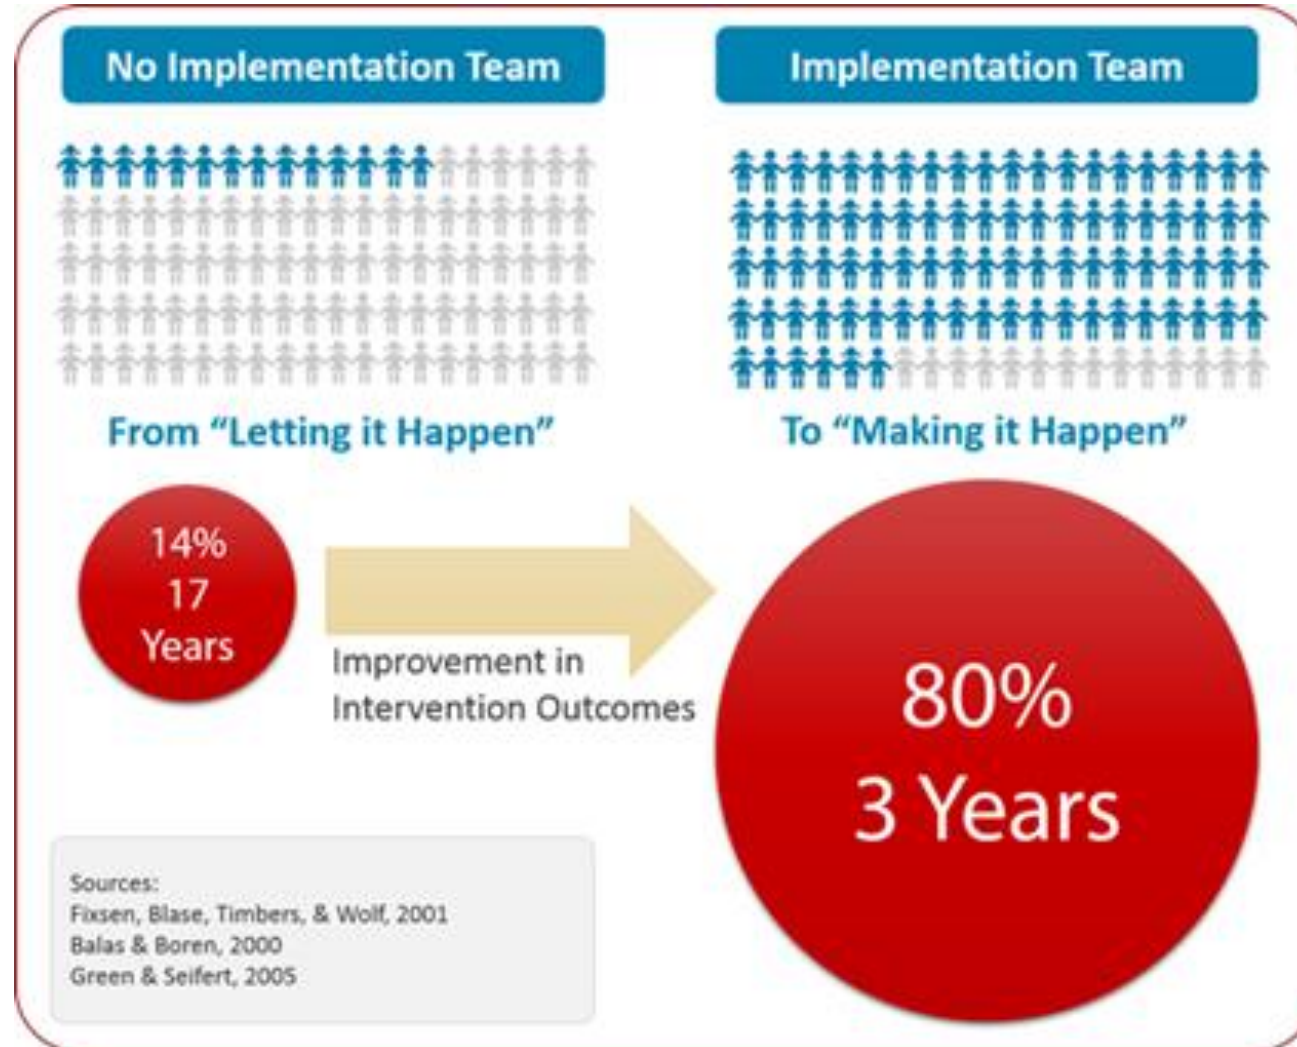 No Implementation Team
Implementation Team
From “Letting it Happen”
To “Making it Happen”
14%
17
Years
Improvement in
Intervention Outcomes
80%
3 Years
Sources:
Fixsen, Blase, Timbers, & Wolf, 2001
Balas & Boren, 2000
Green & Seifert, 2005